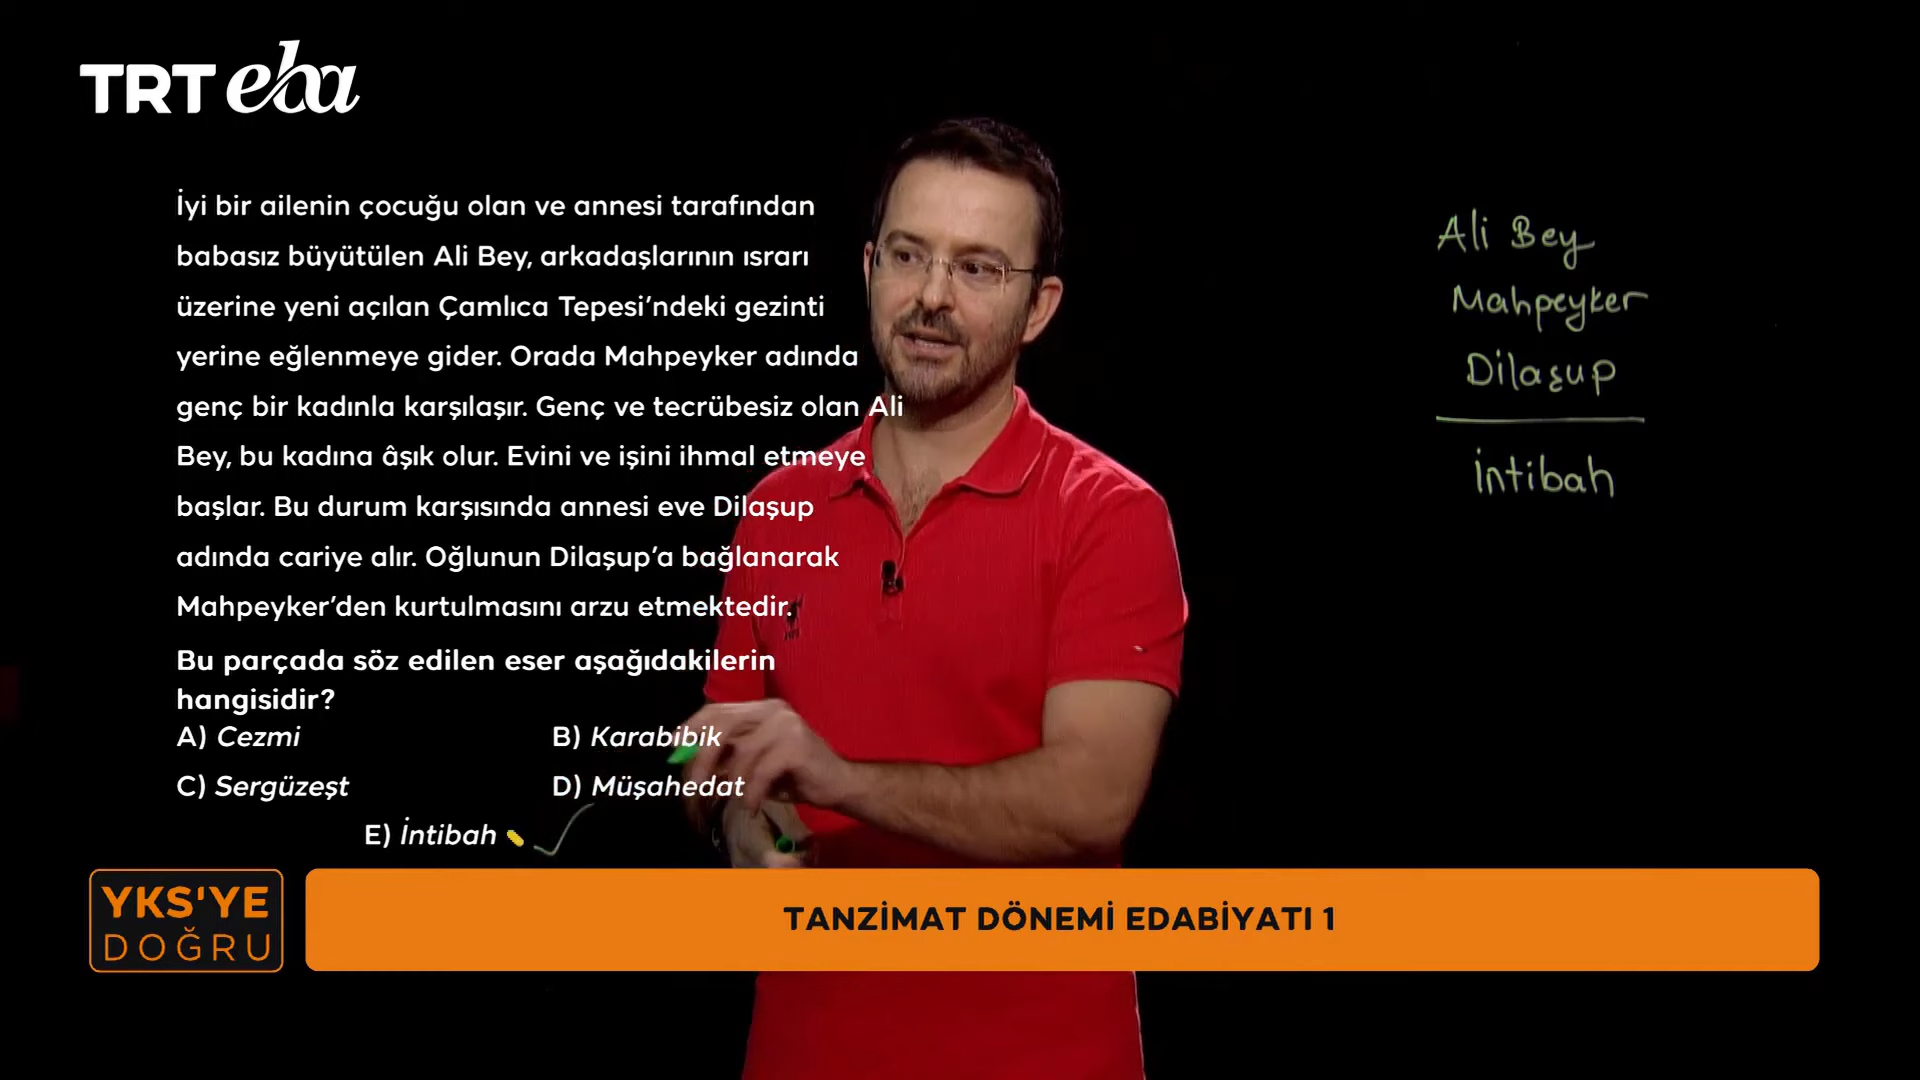 TRT eba
İyi bir ailenin çocuğu olan ve annesi tarafından
babasız büyütülen Ali Bey, arkadaşlarının ısrarı
üzerine yeni açılan Çamlıca Tepesi’ndeki gezinti
yerine eğlenmeye gider. Orada Mahpeyker adında
genç bir kadınla karşılaşır. Genç ve tecrübesiz olan Ali
Bey, bu kadına âşık olur. Evini ve işini ihmal etmeye
başlar. Bu durum karşısında annesi eve Dilaşup
adında cariye alır. Oğlunun Dilaşup’a bağlanarak
Mahpeyker’den kurtulmasını arzu etmektedir.
Bu parçada söz edilen eser aşağıdakilerin
hangisidir?
A) Cezmi B) Karabibik
C) Sergüzeşt D) Müşahedat
E) İntibah
Ali Bey
Mahpeyker
Dilaşup
İntibah
YKS'YE
DOĞRU
TANZİMAT DÖNEMİ EDABİYATI 1